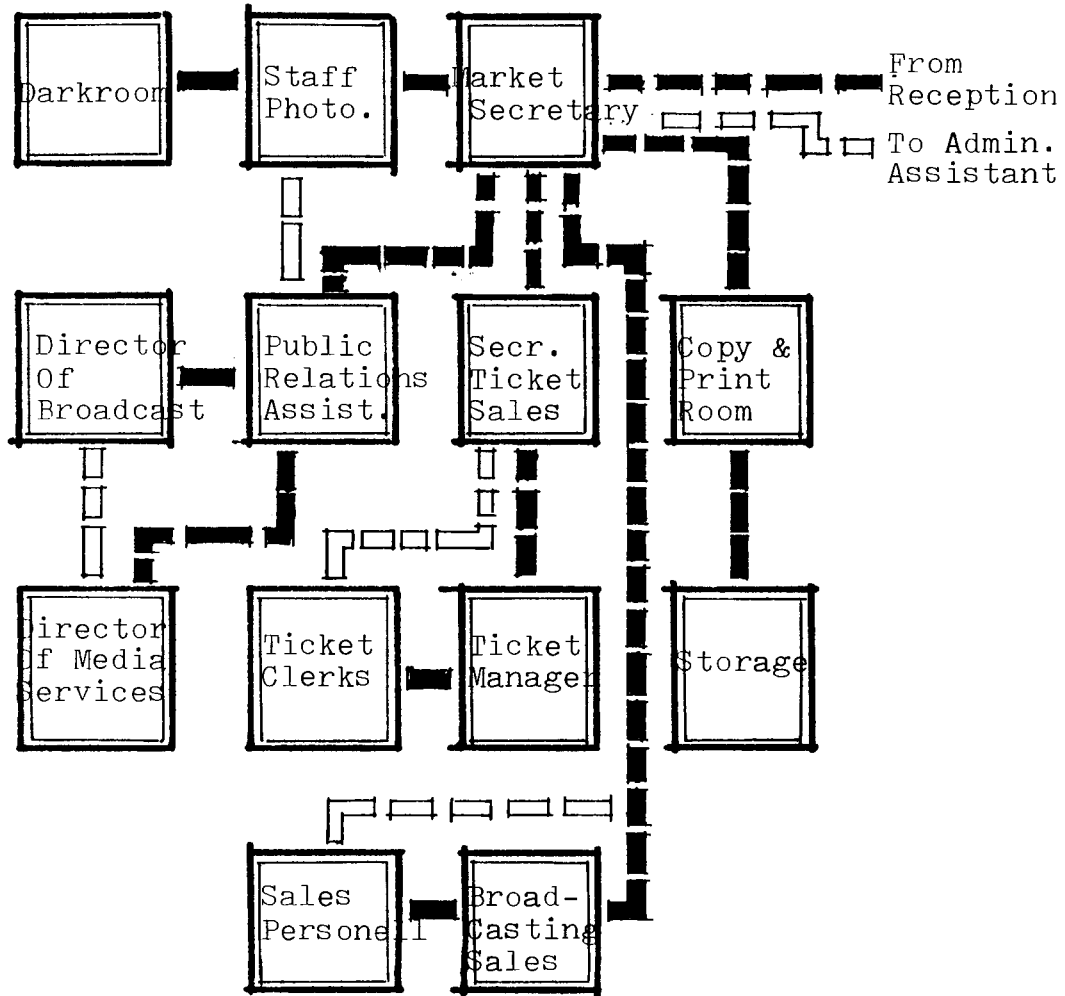 Darkroom
Staff
Photo.
Market
Secretary
From
Reception
To Admin.
Assistant
Director
Of
Broadcast
Public
Relations
Assist.
Secr.
Ticket
Sales
Copy &
Print
Room
Director
Of Media
Services
Ticket
Clerks
Ticket
Manager
Storage
Sales
Personell
Broad-
Casting
Sales